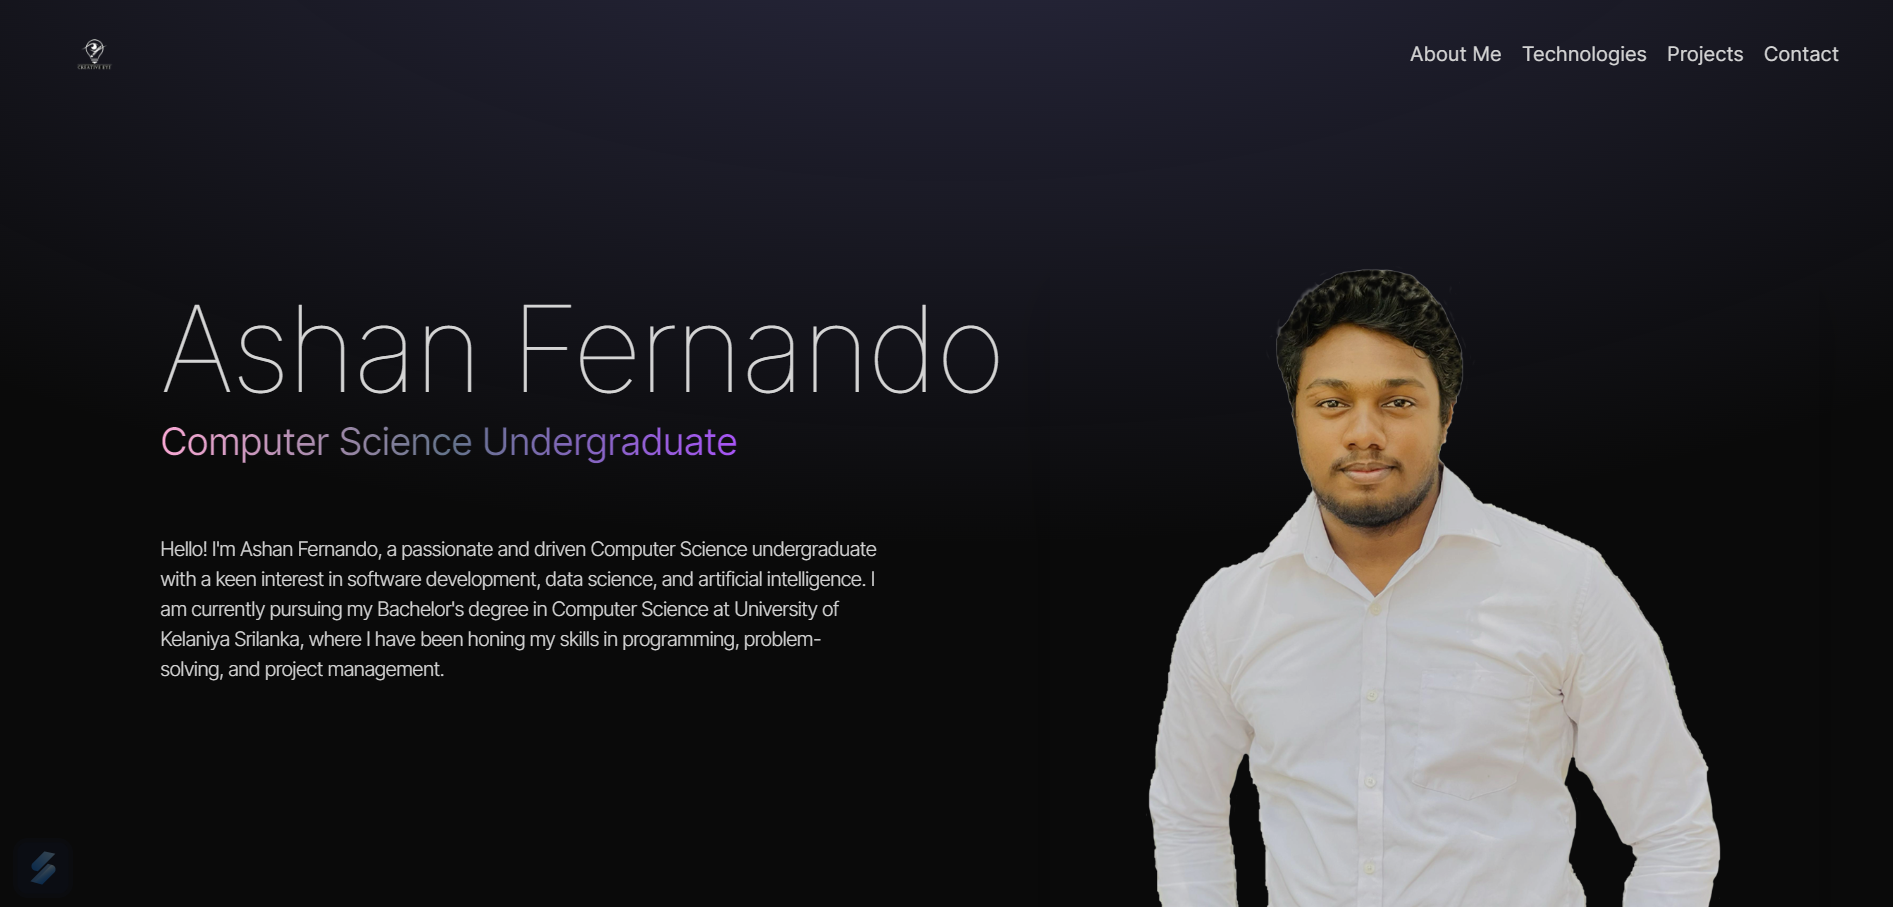 CREATIVE EYE
About Me Technologies Projects Contact
Ashan Fernando
Computer Science Undergraduate
Hello! I'm Ashan Fernando, a passionate and driven Computer Science undergraduate
with a keen interest in software development, data science, and artificial intelligence. I
am currently pursuing my Bachelor's degree in Computer Science at University of
Kelaniya Srilanka, where I have been honing my skills in programming, problem-
solving, and project management.